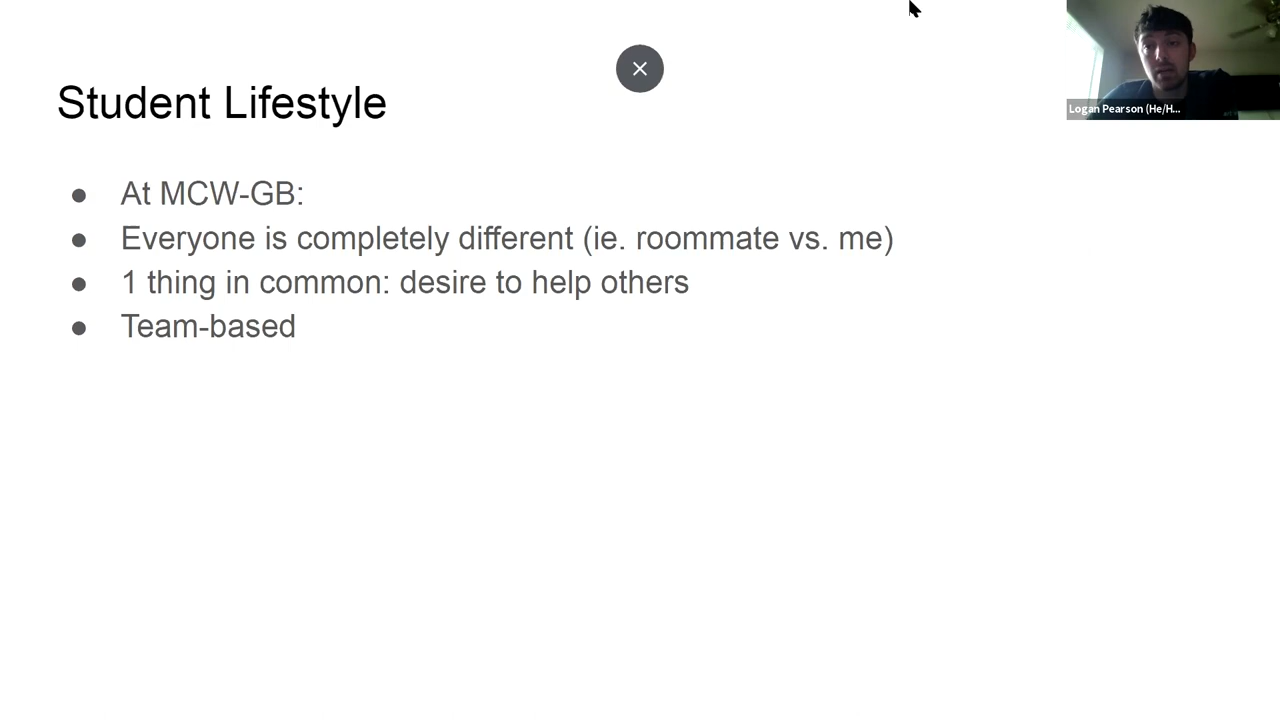 Student Lifestyle
Logan Pearson (He/H...
● At MCW-GB:
● Everyone is completely different (ie. roommate vs. me)
● 1 thing in common: desire to help others
● Team-based